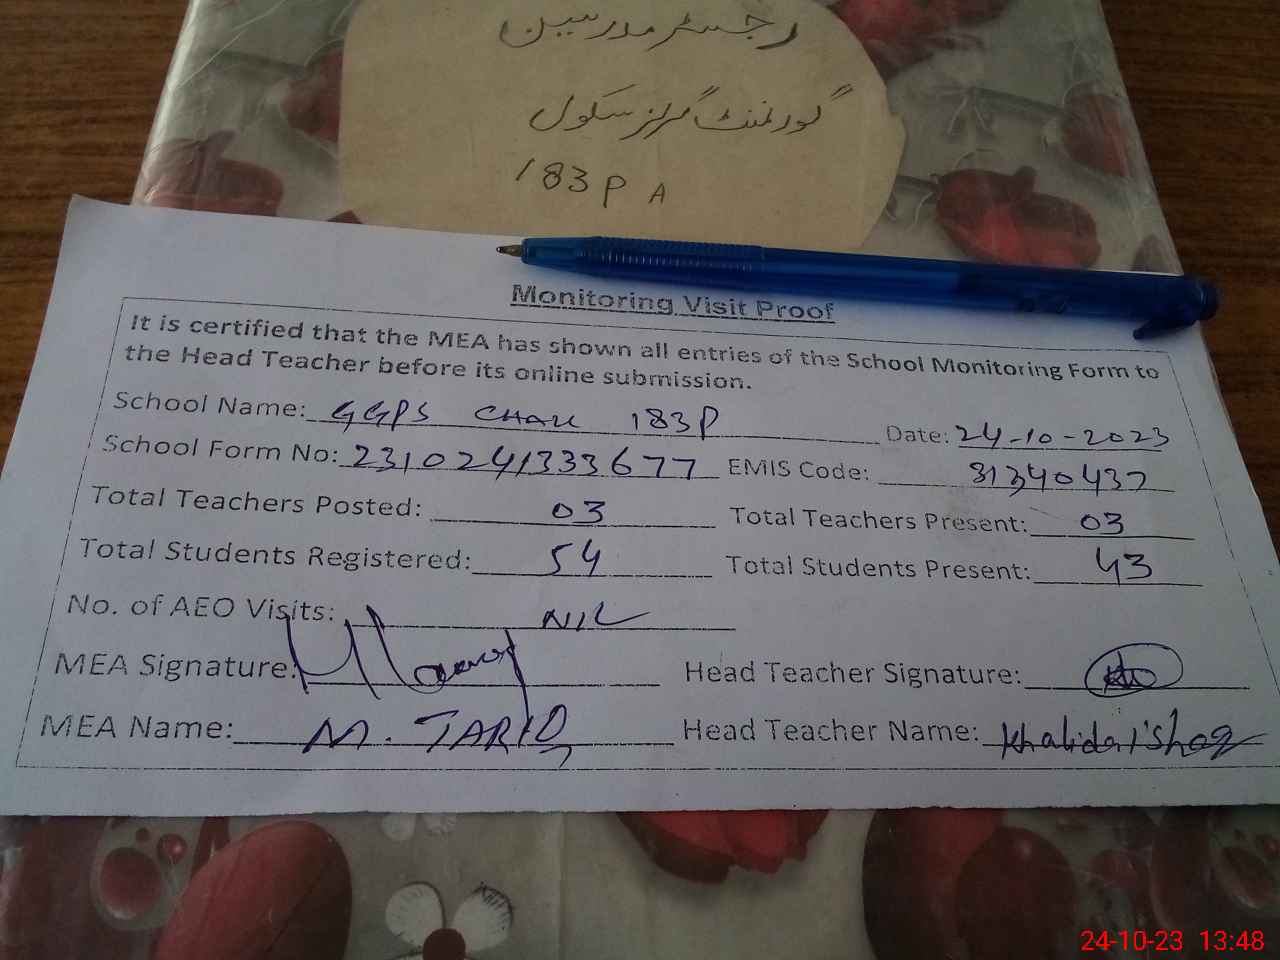 رجسٹر مدرسین
گورنمنٹ گرلز سکول
183 P A
Monitoring Visit Proof
It is certified that the MEA has shown all entries of the School Monitoring Form to
the Head Teacher before its online submission.
School Name: GGPS CHAK 183P Date: 24-10-2023
School Form No: 2310241333677 EMIS Code: 31340437
Total Teachers Posted: 03 Total Teachers Present: 03
Total Students Registered: 54 Total Students Present: 43
No. of AEO Visits: NIL
MEA Signature: Head Teacher Signature:
MEA Name: M. TARIQ Head Teacher Name: Khalida Ishaq
24-10-23 13:48